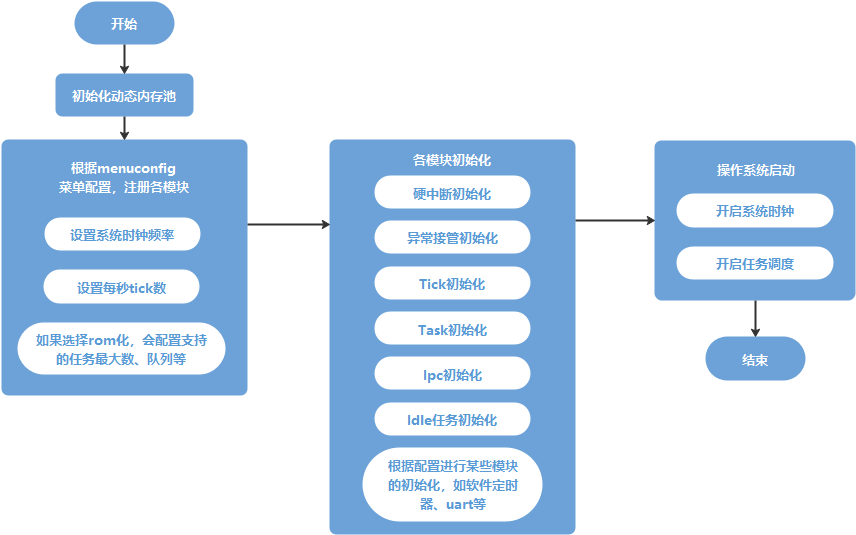 开始
初始化动态内存池
根据menuconfig
菜单配置，注册各模块
设置系统时钟频率
设置每秒tick数
如果选择rom化，会配置支持
的任务最大数、队列等
各模块初始化
硬中断初始化
异常接管初始化
Tick初始化
Task初始化
Ipc初始化
Idle任务初始化
根据配置进行某些模块
的初始化，如软件定时
器、uart等
操作系统启动
开启系统时钟
开启任务调度
结束